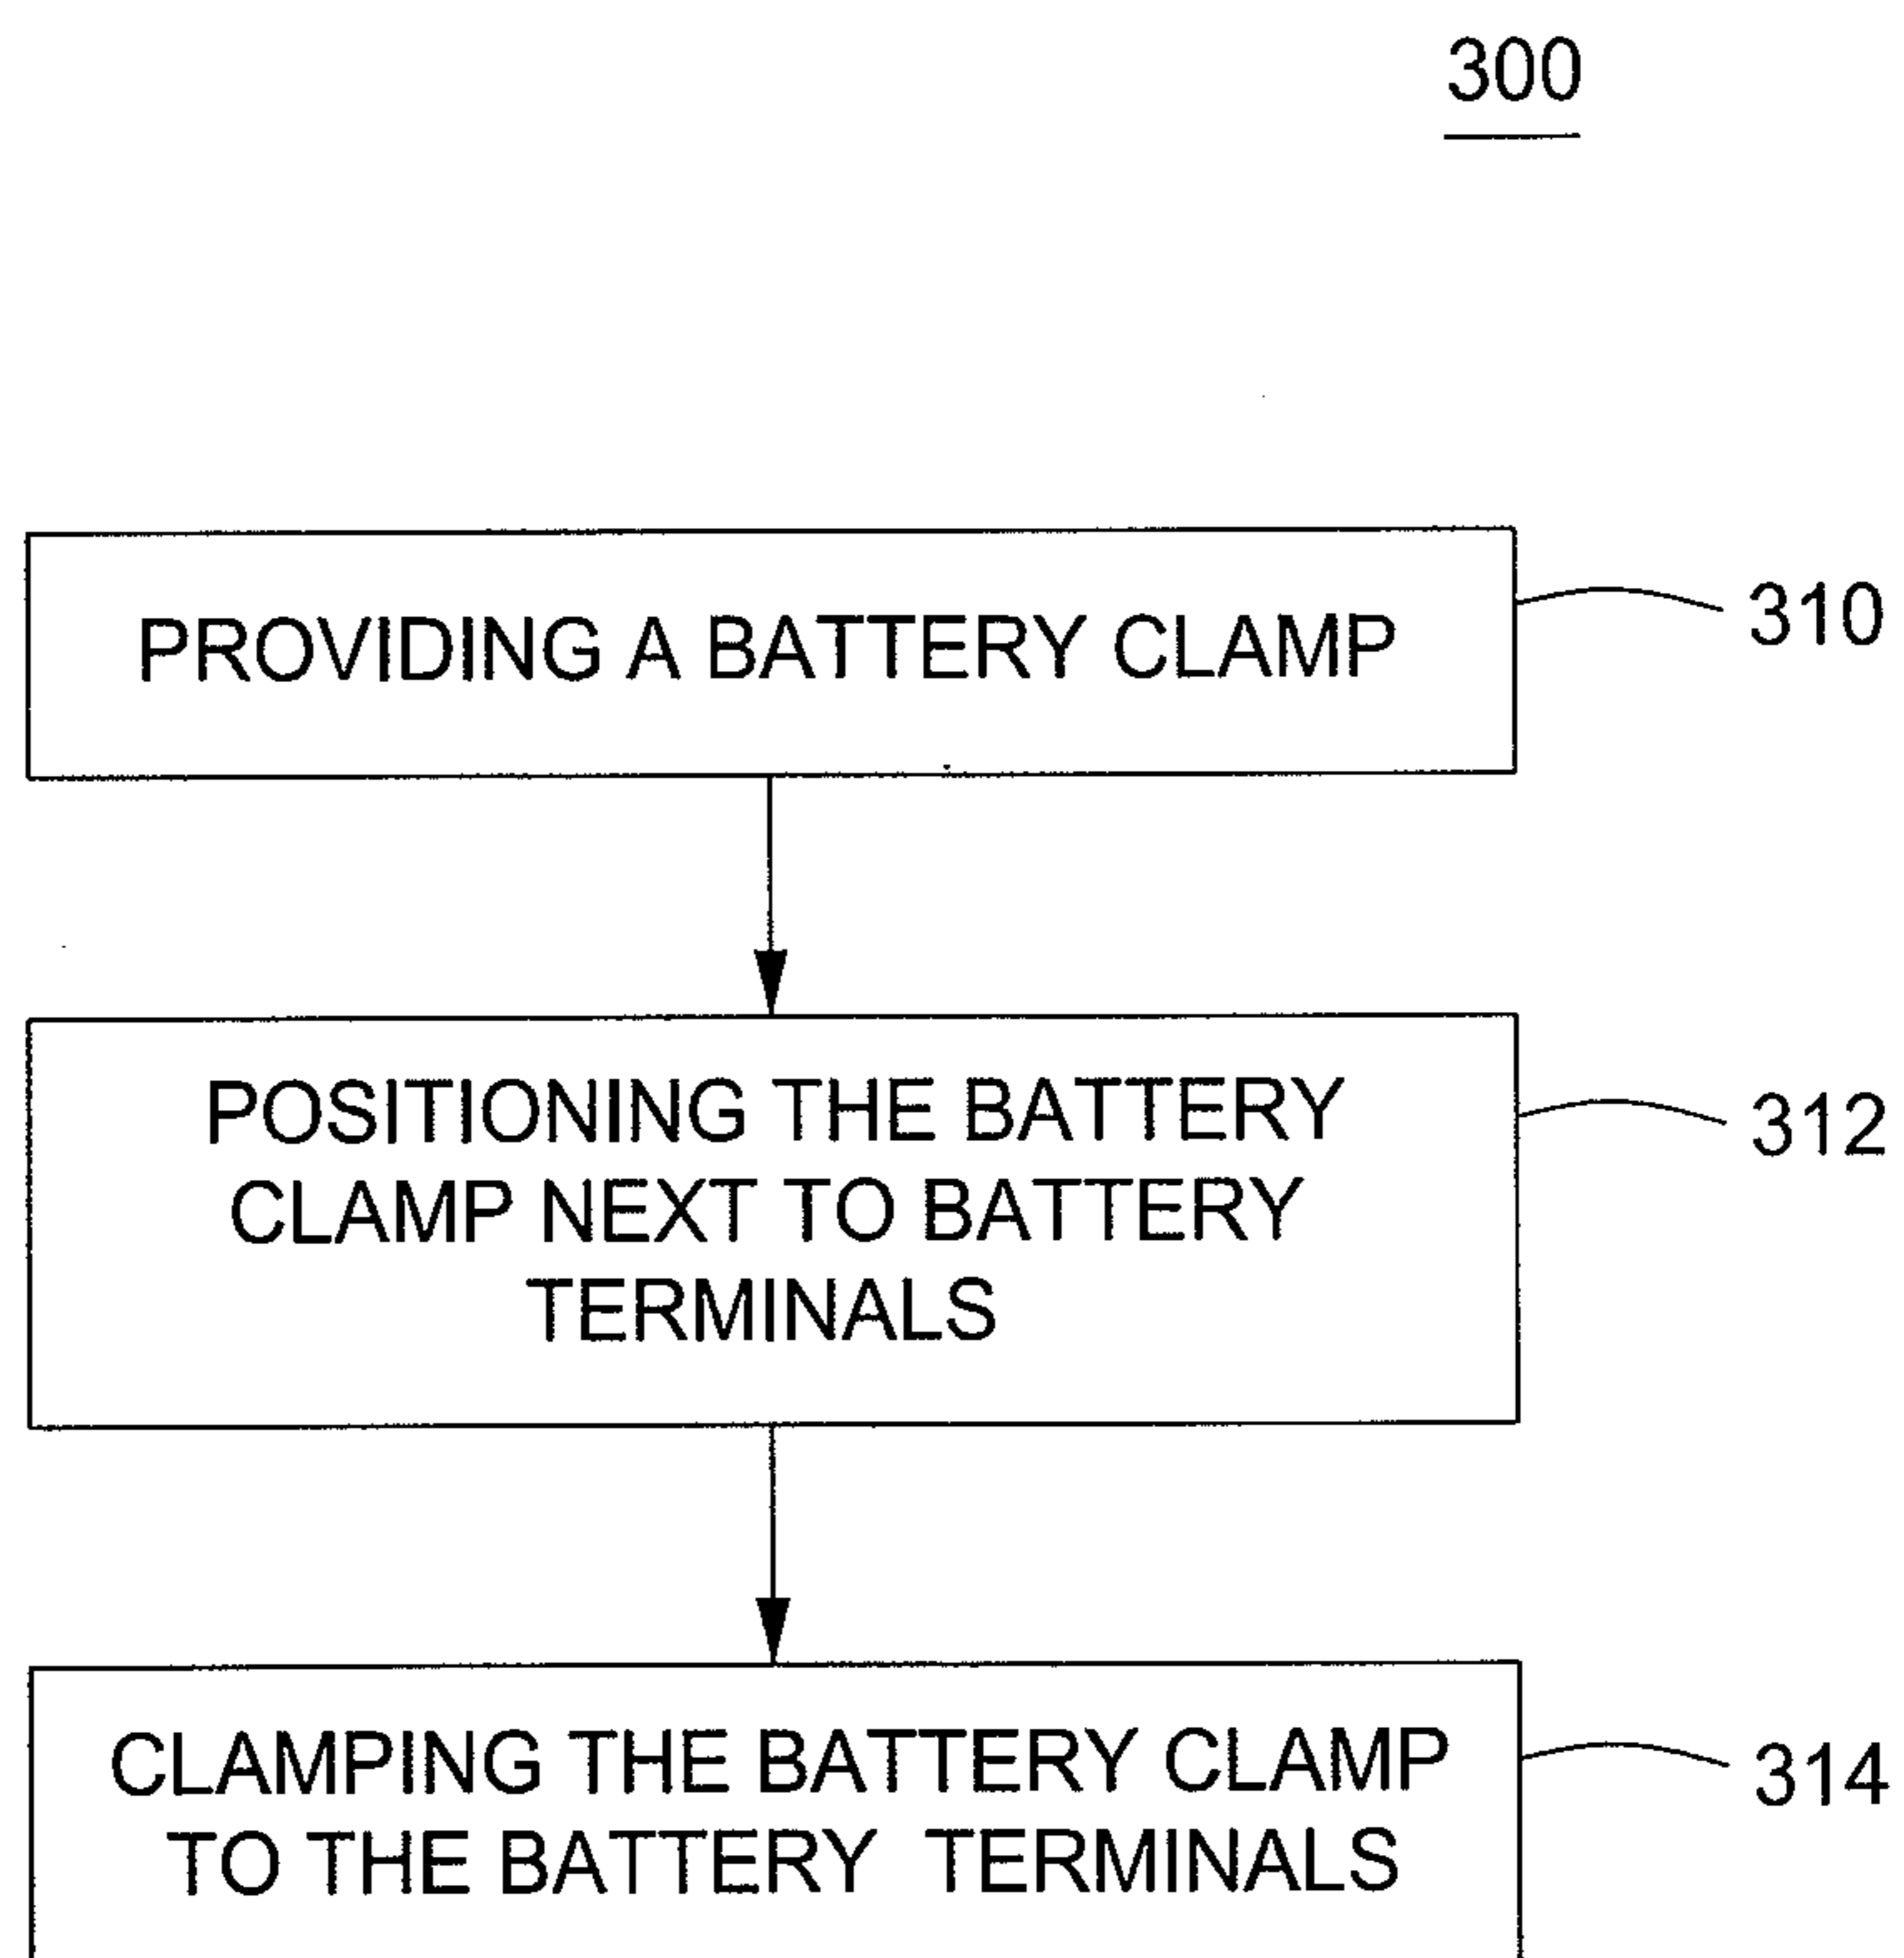 300
PROVIDING A BATTERY CLAMP
310
POSITIONING THE BATTERY
CLAMP NEXT TO BATTERY
TERMINALS
312
CLAMPING THE BATTERY CLAMP
TO THE BATTERY TERMINALS
314